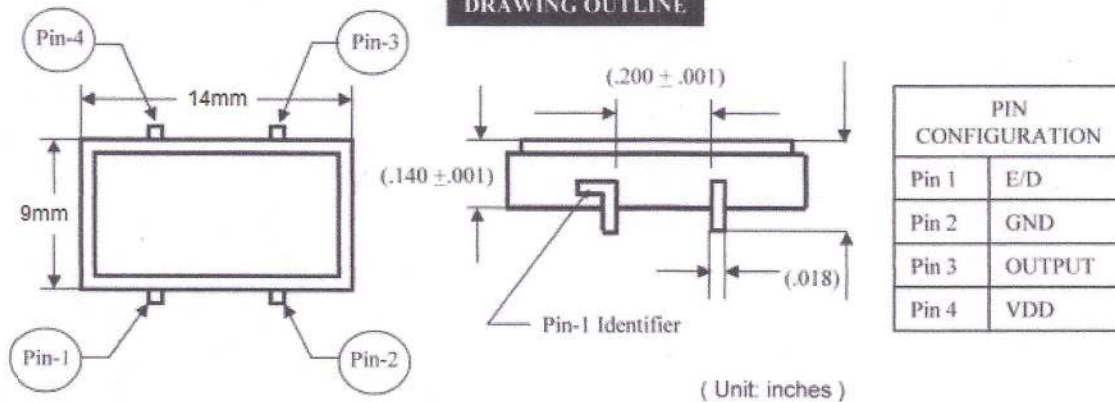 DRAWING OUTLINE
Pin-4
Pin-3
14mm
9mm
Pin-1
Pin-2
(.200 ± .001)
(.140 ±.001)
(.018)
Pin-1 Identifier
( Unit: inches )
PIN
CONFIGURATION
Pin 1 E/D
Pin 2 GND
Pin 3 OUTPUT
Pin 4 VDD